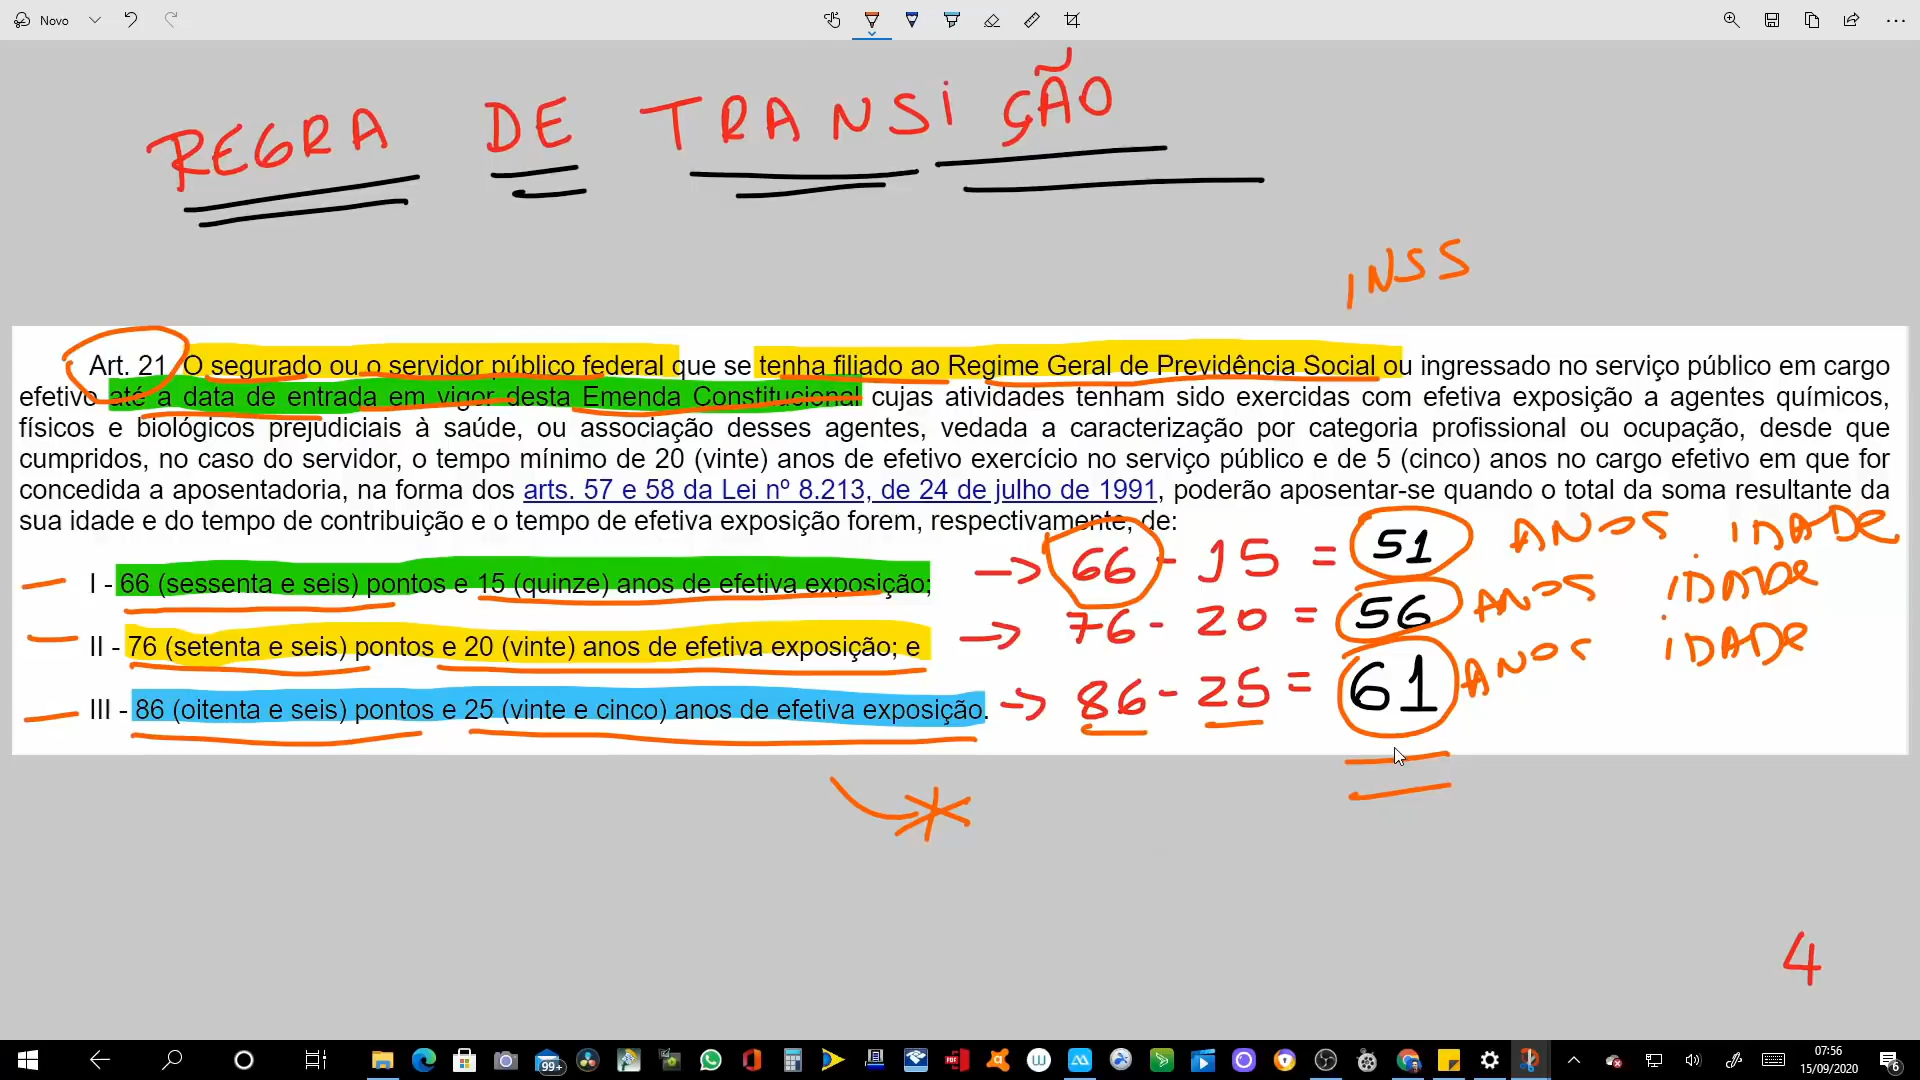 Novo
REGRA DE TRANSIÇÃO
INSS
Art. 21. O segurado ou o servidor público federal que se tenha filiado ao Regime Geral de Previdência Social ou ingressado no serviço público em cargo
efetivo até a data de entrada em vigor desta Emenda Constitucional cujas atividades tenham sido exercidas com efetiva exposição a agentes químicos,
físicos e biológicos prejudiciais à saúde, ou associação desses agentes, vedada a caracterização por categoria profissional ou ocupação, desde que
cumpridos, no caso do servidor, o tempo mínimo de 20 (vinte) anos de efetivo exercício no serviço público e de 5 (cinco) anos no cargo efetivo em que for
concedida a aposentadoria, na forma dos arts. 57 e 58 da Lei nº 8.213, de 24 de julho de 1991, poderão aposentar-se quando o total da soma resultante da
sua idade e do tempo de contribuição e o tempo de efetiva exposição forem, respectivamente, de:
I - 66 (sessenta e seis) pontos e 15 (quinze) anos de efetiva exposição; → 66 - 15 = 51 ANOS IDADE
II - 76 (setenta e seis) pontos e 20 (vinte) anos de efetiva exposição; e → 76 - 20 = 56 ANOS IDADE
III - 86 (oitenta e seis) pontos e 25 (vinte e cinco) anos de efetiva exposição. → 86 - 25 = 61 ANOS IDADE
4
99+
07:56
15/09/2020
6